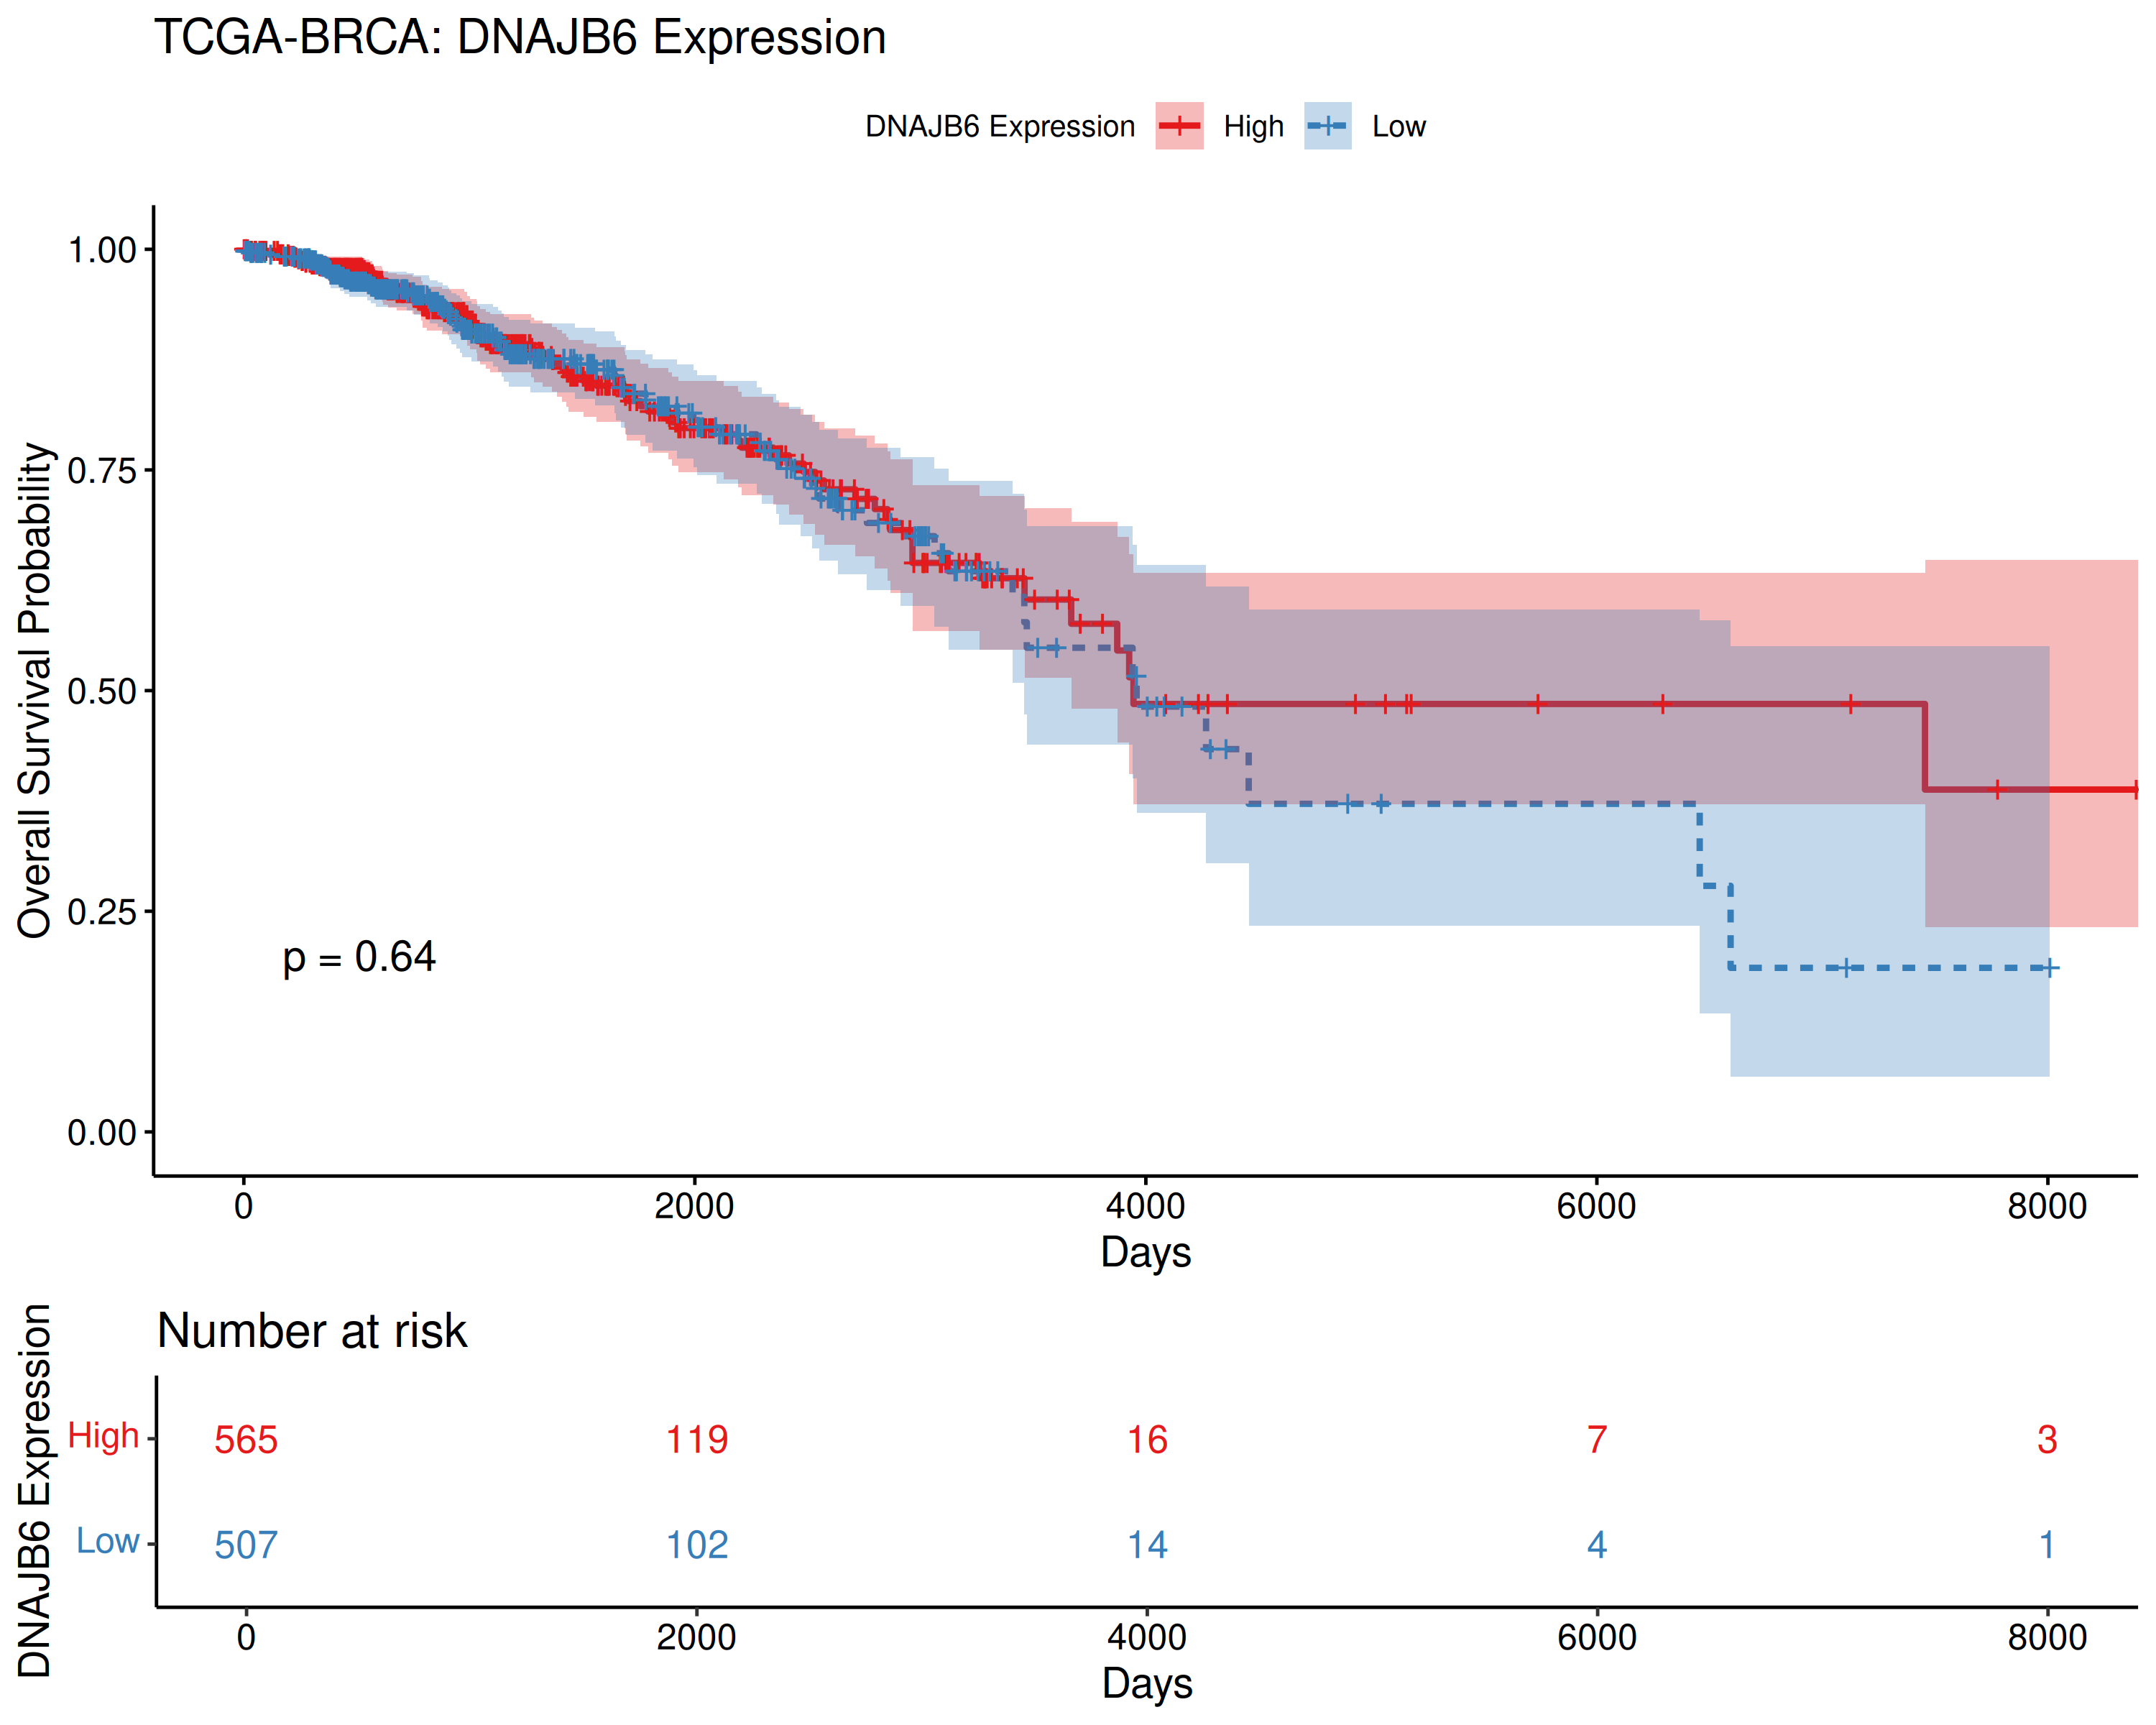 TCGA-BRCA: DNAJB6 Expression
DNAJB6 Expression High Low
Overall Survival Probability
1.00
0.75
0.50
0.25
0.00
p = 0.64
0 2000 4000 6000 8000
Days
Number at risk
DNAJB6 Expression
High 565 119 16 7 3
Low 507 102 14 4 1
0 2000 4000 6000 8000
Days